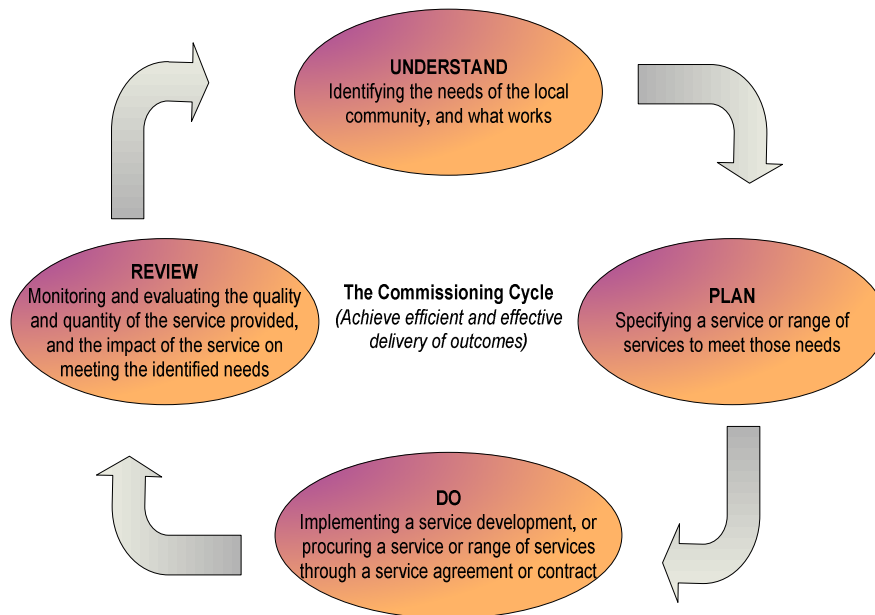 UNDERSTAND
Identifying the needs of the local
community, and what works
REVIEW
Monitoring and evaluating the quality
and quantity of the service provided,
and the impact of the service on
meeting the identified needs
The Commissioning Cycle
(Achieve efficient and effective
delivery of outcomes)
PLAN
Specifying a service or range of
services to meet those needs
DO
Implementing a service development, or
procuring a service or range of services
through a service agreement or contract